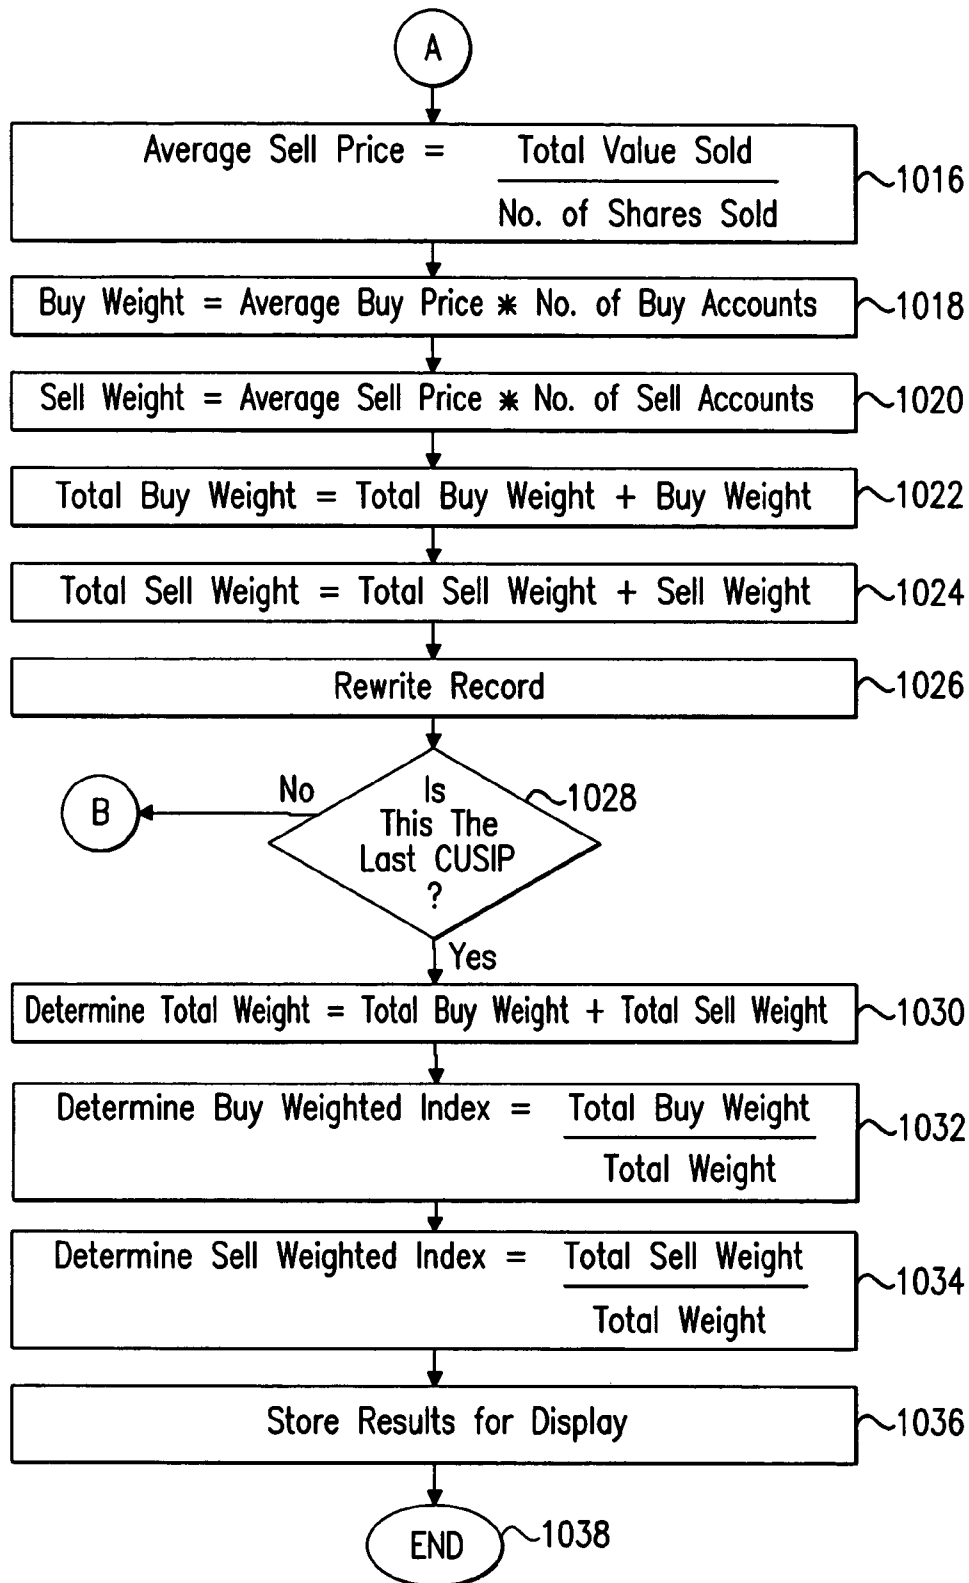 A
Average Sell Price = Total Value Sold
No. of Shares Sold
1016
Buy Weight = Average Buy Price * No. of Buy Accounts
1018
Sell Weight = Average Sell Price * No. of Sell Accounts
1020
Total Buy Weight = Total Buy Weight + Buy Weight
1022
Total Sell Weight = Total Sell Weight + Sell Weight
1024
Rewrite Record
1026
No
B
Is
This The
Last CUSIP
?
1028
Yes
Determine Total Weight = Total Buy Weight + Total Sell Weight
1030
Determine Buy Weighted Index = Total Buy Weight
Total Weight
1032
Determine Sell Weighted Index = Total Sell Weight
Total Weight
1034
Store Results for Display
1036
END
1038